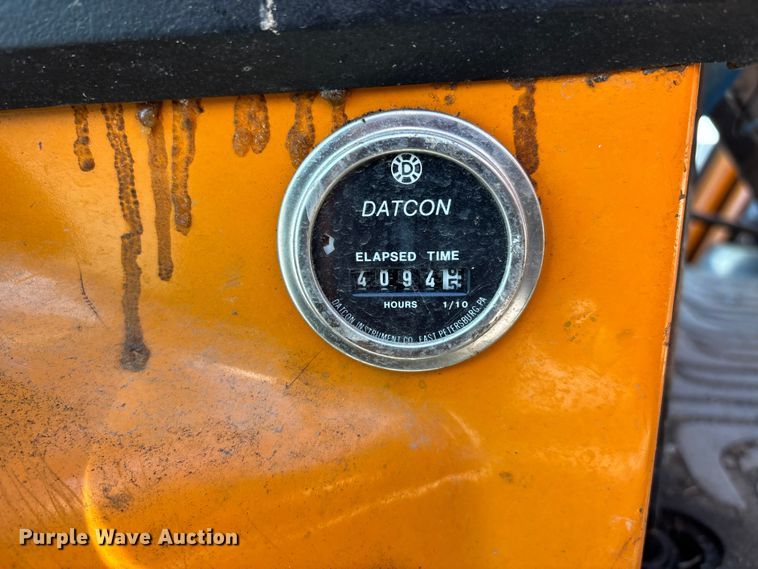 D
DATCON
ELAPSED TIME
4094
HOURS 1/10
DATCON INSTRUMENT CO. EAST PETERSBURG, PA
Purple Wave Auction